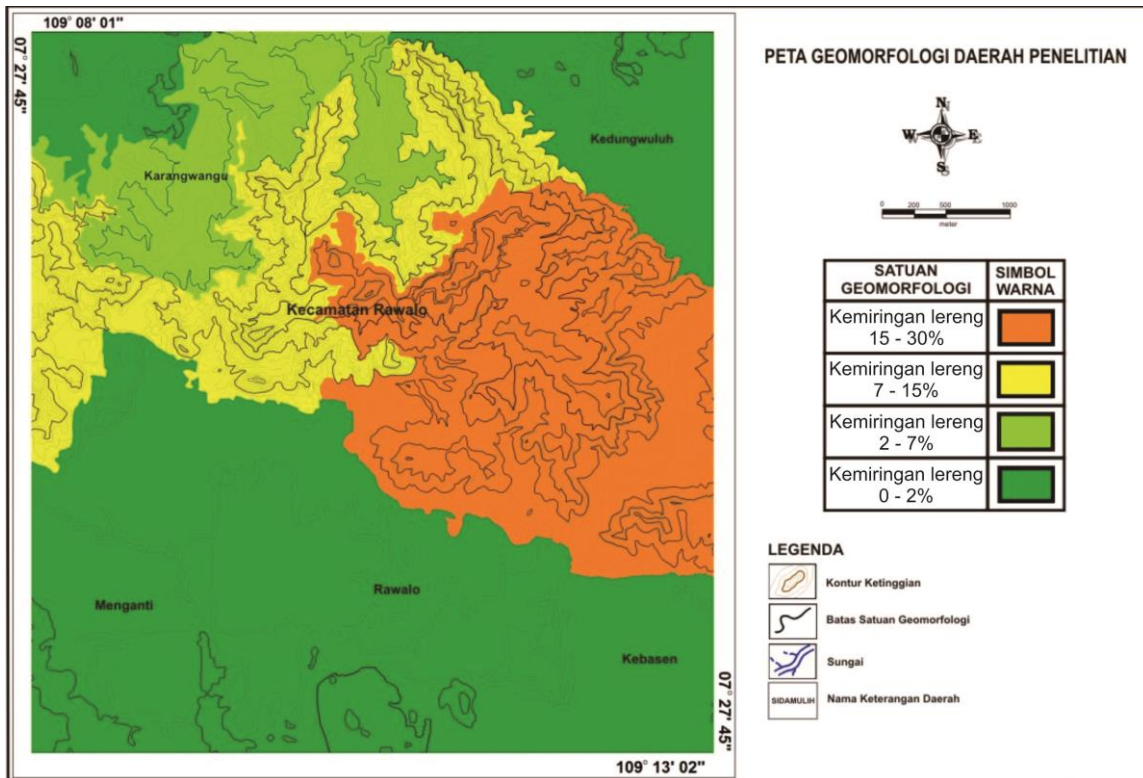 109° 08' 01"
07° 27' 45"
Kedungwuluh
Karangwangu
Kecamatan Rawalo
Rawalo
Menganti
Kebasen
07° 27' 45"
109° 13' 02"
PETA GEOMORFOLOGI DAERAH PENELITIAN
N
W E
S
0 200 500 1000
meter
SATUAN GEOMORFOLOGI SIMBOL WARNA
Kemiringan lereng
15 - 30%
Kemiringan lereng
7 - 15%
Kemiringan lereng
2 - 7%
Kemiringan lereng
0 - 2%
LEGENDA
Kontur Ketinggian
Batas Satuan Geomorfologi
Sungai
SIDAMULIH Nama Keterangan Daerah